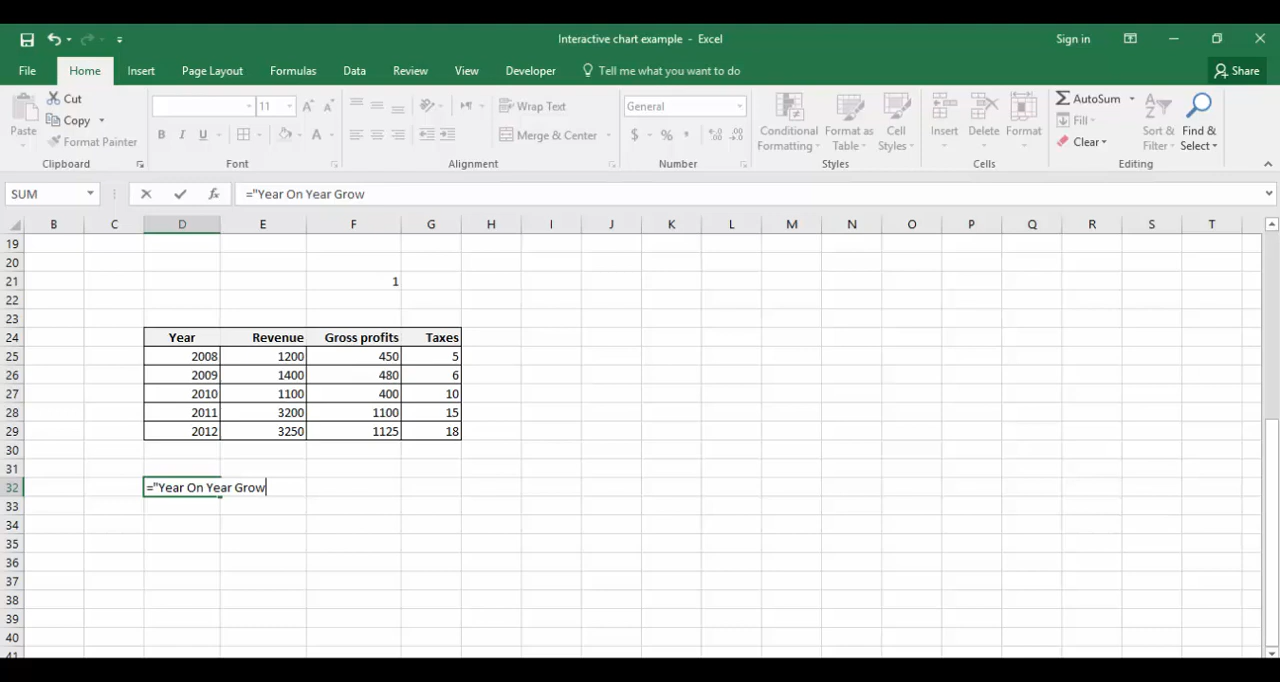 Interactive chart example - Excel
Sign in
File Home Insert Page Layout Formulas Data Review View Developer Tell me what you want to do Share
Paste Cut Copy Format Painter
11
Wrap Text Merge & Center
General
$ % ,
Conditional Formatting Format as Table Cell Styles
Insert Delete Format
AutoSum Fill Clear Sort & Filter Find & Select
Clipboard Font Alignment Number Styles Cells Editing
SUM fx ="Year On Year Grow
B C D E F G H I J K L M N O P Q R S T
19
20
21 1
22
23
24 Year Revenue Gross profits Taxes
25 2008 1200 450 5
26 2009 1400 480 6
27 2010 1100 400 10
28 2011 3200 1100 15
29 2012 3250 1125 18
30
31
32 ="Year On Year Grow
33
34
35
36
37
38
39
40
41